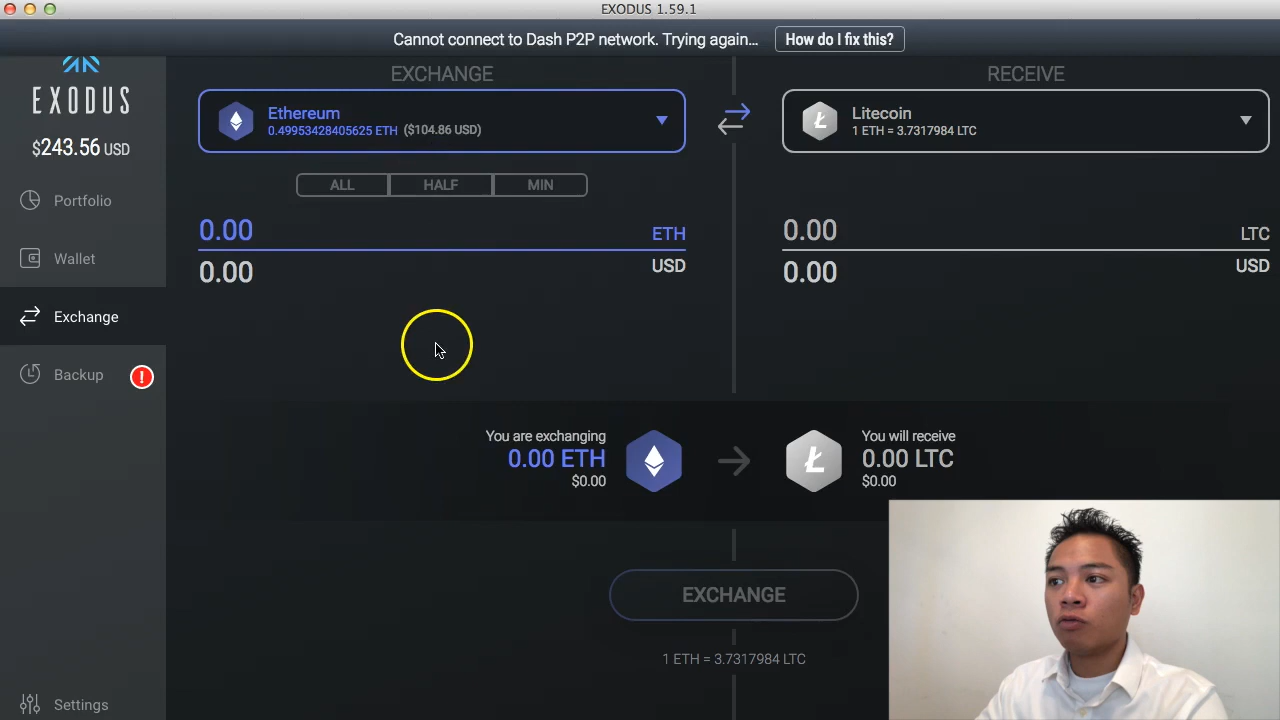 EXODUS 1.59.1
Cannot connect to Dash P2P network. Trying again...
How do I fix this?
EXODUS
$243.56 USD
Portfolio
Wallet
Exchange
Backup
!
Settings
EXCHANGE
Ethereum
0.49953428405625 ETH ($104.86 USD)
ALL
HALF
MIN
0.00 ETH
0.00 USD
RECEIVE
Litecoin
1 ETH = 3.7317984 LTC
0.00 LTC
0.00 USD
You are exchanging
0.00 ETH
$0.00
You will receive
0.00 LTC
$0.00
EXCHANGE
1 ETH = 3.7317984 LTC